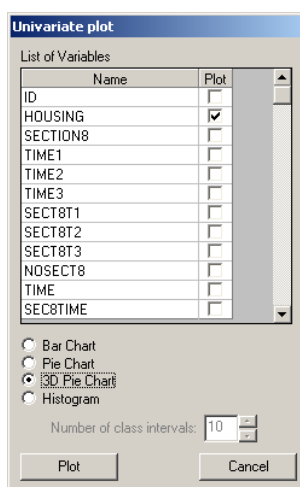 Univariate plot
List of Variables
Name Plot
ID
HOUSING
SECTION8
TIME1
TIME2
TIME3
SECT8T1
SECT8T2
SECT8T3
NOSECT8
TIME
SEC8TIME
Bar Chart
Pie Chart
3D Pie Chart
Histogram
Number of class intervals: 10
Plot Cancel